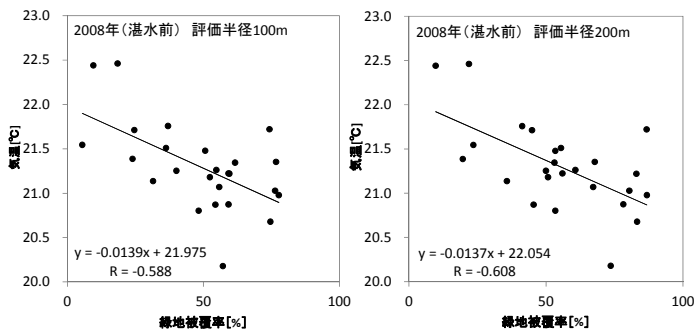 2008年(湛水前) 評価半径100m
気温[℃]
23.0
22.5
22.0
21.5
21.0
20.5
20.0
y = -0.0139x + 21.975
R = -0.588
0 50 100
緑地被覆率[%]
2008年(湛水前) 評価半径200m
気温[℃]
23.0
22.5
22.0
21.5
21.0
20.5
20.0
y = -0.0137x + 22.054
R = -0.608
0 50 100
緑地被覆率[%]